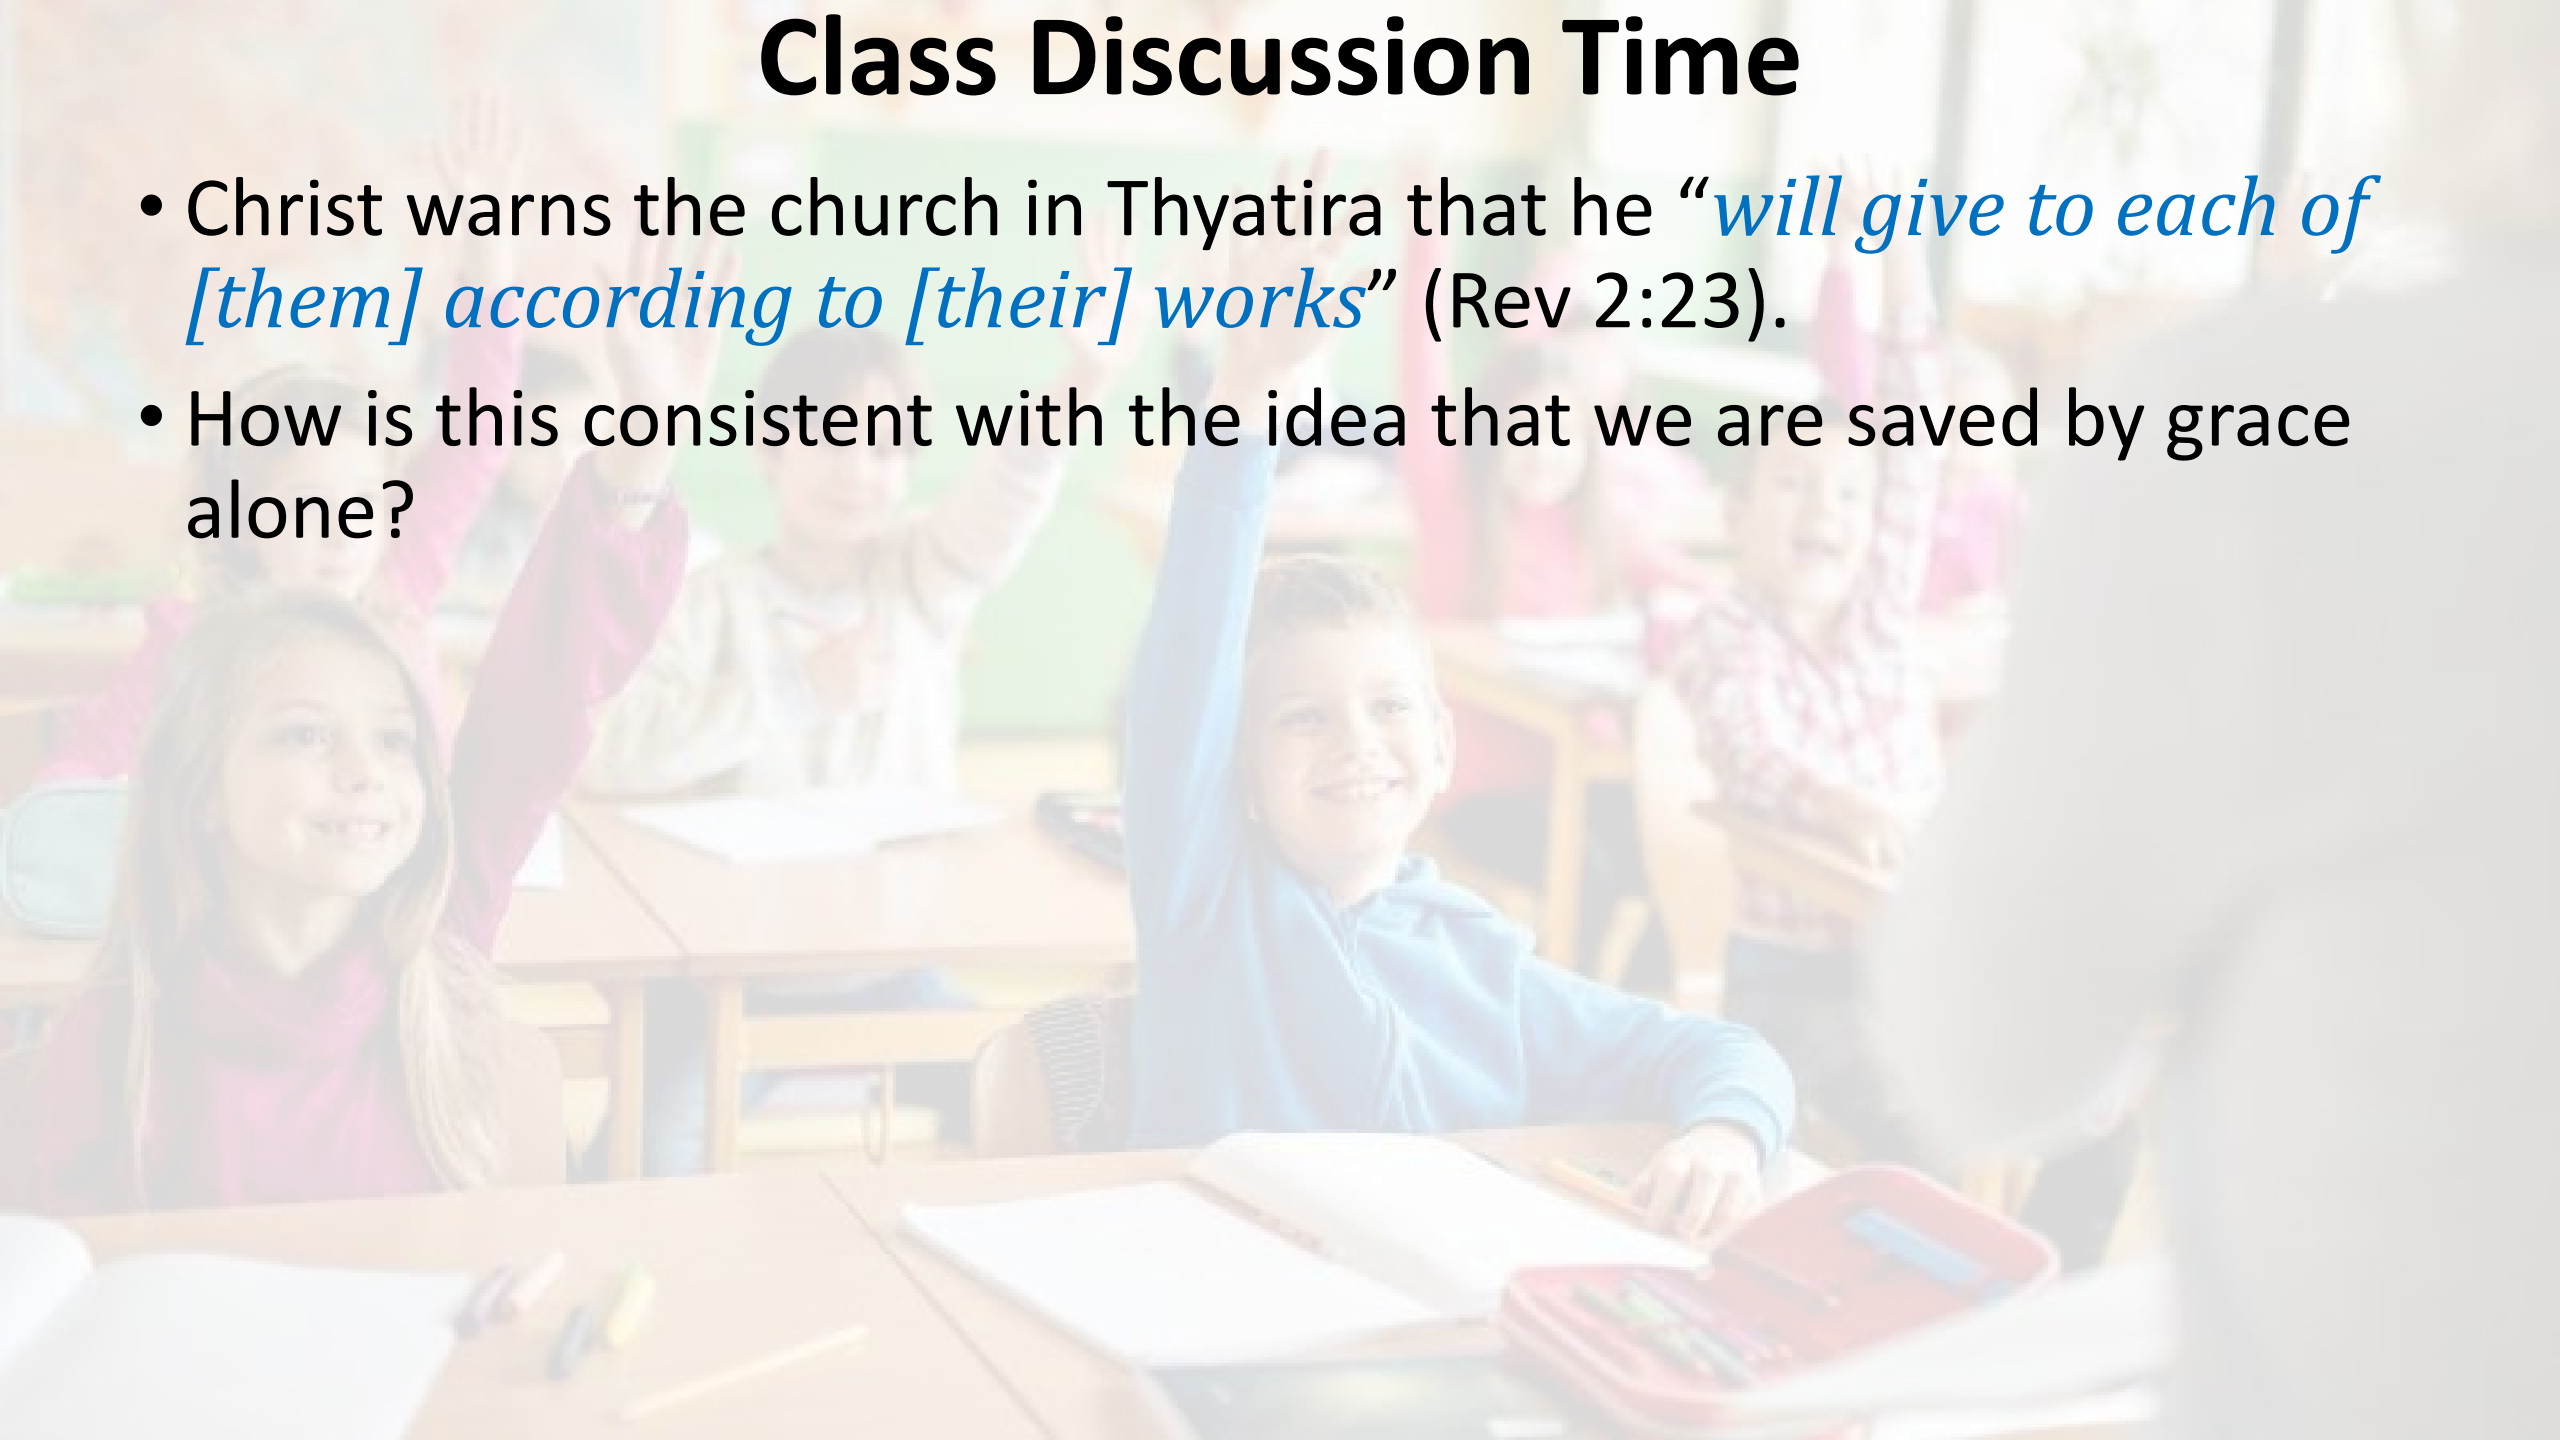 Class Discussion Time
• Christ warns the church in Thyatira that he “will give to each of
[them] according to [their] works” (Rev 2:23).
• How is this consistent with the idea that we are saved by grace
alone?